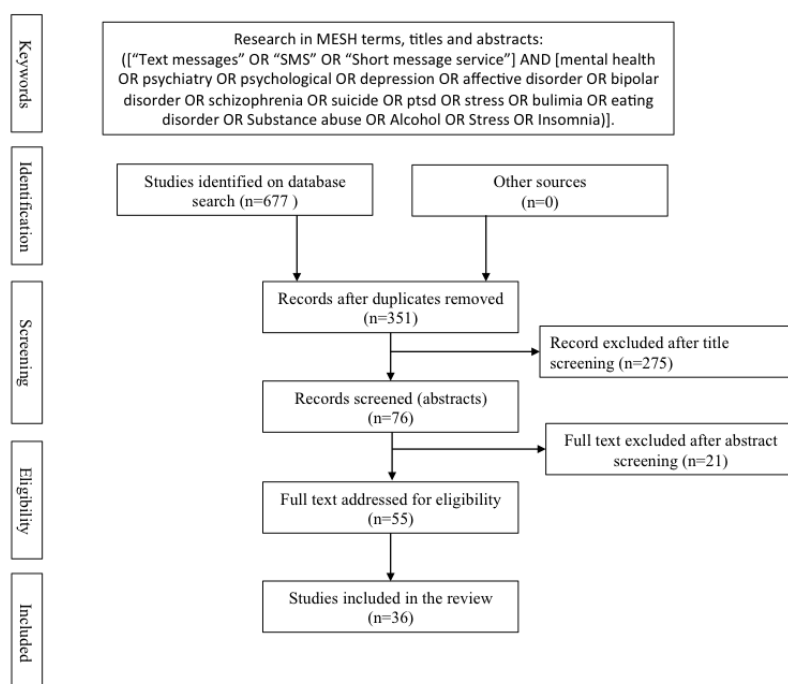 Keywords
Research in MESH terms, titles and abstracts:
([“Text messages” OR “SMS” OR “Short message service”] AND [mental health
OR psychiatry OR psychological OR depression OR affective disorder OR bipolar
disorder OR schizophrenia OR suicide OR ptsd OR stress OR bulimia OR eating
disorder OR Substance abuse OR Alcohol OR Stress OR Insomnia)].
Identification
Studies identified on database
search (n=677 )
Other sources
(n=0)
Screening
Records after duplicates removed
(n=351)
Record excluded after title
screening (n=275)
Records screened (abstracts)
(n=76)
Full text excluded after abstract
screening (n=21)
Eligibility
Full text addressed for eligibility
(n=55)
Included
Studies included in the review
(n=36)